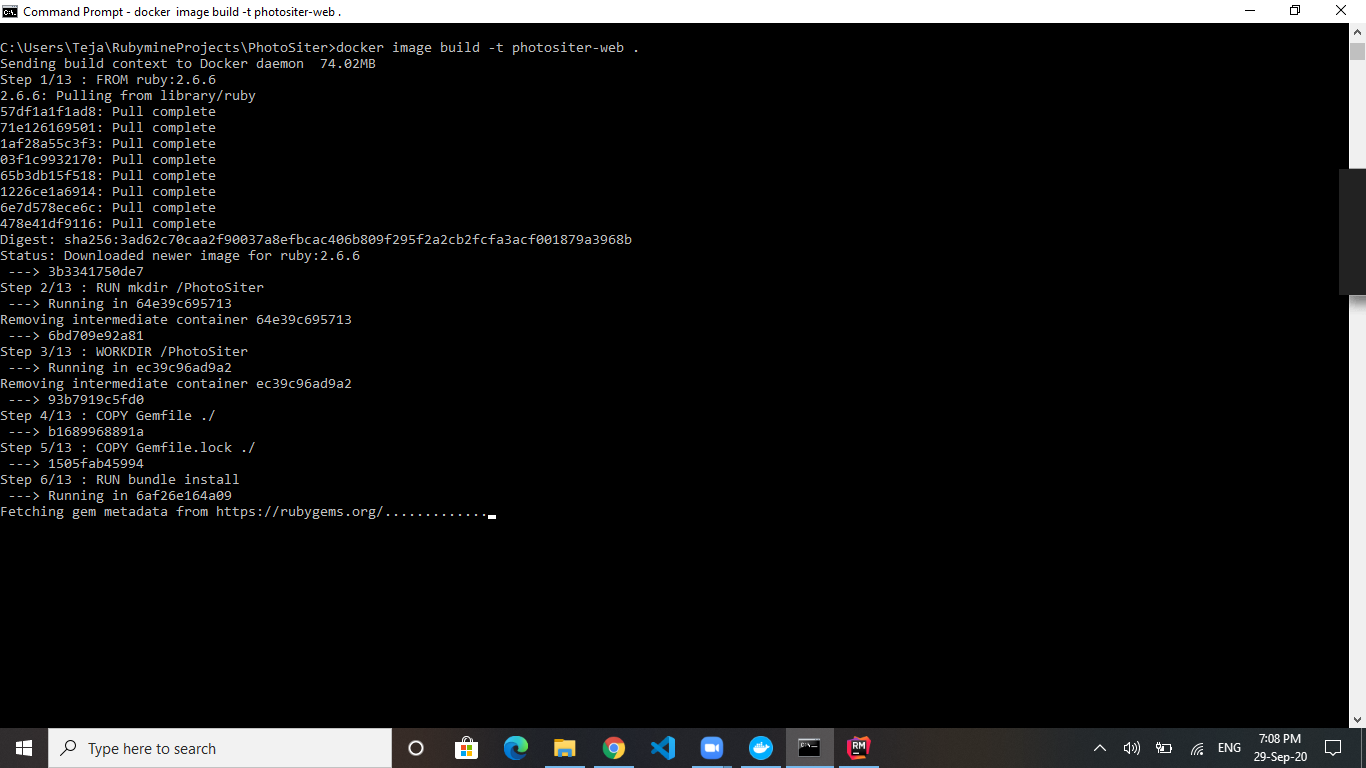 Command Prompt - docker  image build -t photositer-web .
C:\Users\Teja\RubymineProjects\PhotoSiter>docker image build -t photositer-web .
Sending build context to Docker daemon  74.02MB
Step 1/13 : FROM ruby:2.6.6
2.6.6: Pulling from library/ruby
57df1a1f1ad8: Pull complete
71e126169501: Pull complete
1af28a55c3f3: Pull complete
03f1c9932170: Pull complete
65b3db15f518: Pull complete
1226ce1a6914: Pull complete
6e7d578ece6c: Pull complete
478e41df9116: Pull complete
Digest: sha256:3ad62c70caa2f90037a8efbcac406b809f295f2a2cb2fcfa3acf001879a3968b
Status: Downloaded newer image for ruby:2.6.6
 ---> 3b3341750de7
Step 2/13 : RUN mkdir /PhotoSiter
 ---> Running in 64e39c695713
Removing intermediate container 64e39c695713
 ---> 6bd709e92a81
Step 3/13 : WORKDIR /PhotoSiter
 ---> Running in ec39c96ad9a2
Removing intermediate container ec39c96ad9a2
 ---> 93b7919c5fd0
Step 4/13 : COPY Gemfile ./
 ---> b1689968891a
Step 5/13 : COPY Gemfile.lock ./
 ---> 1505fab45994
Step 6/13 : RUN bundle install
 ---> Running in 6af26e164a09
Fetching gem metadata from https://rubygems.org/.............
Type here to search
RM
ENG
7:08 PM
29-Sep-20